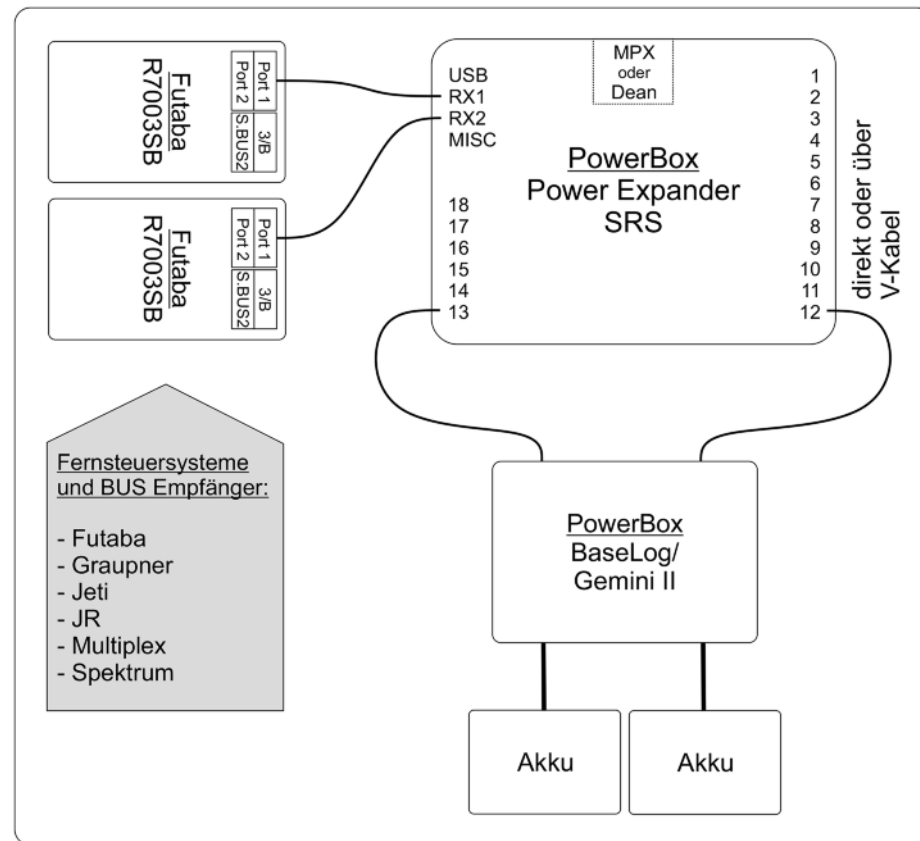 Futaba
R7003SB
Port 1
Port 2
3/B
S.BUS2
Futaba
R7003SB
Port 1
Port 2
3/B
S.BUS2
MPX
oder
Dean
USB
RX1
RX2
MISC
18
17
16
15
14
13
PowerBox
Power Expander
SRS
1
2
3
4
5
6
7
8
9
10
11
12
direkt oder über
V-Kabel
Fernsteuersysteme
und BUS Empfänger:
- Futaba
- Graupner
- Jeti
- JR
- Multiplex
- Spektrum
PowerBox
BaseLog/
Gemini II
Akku
Akku